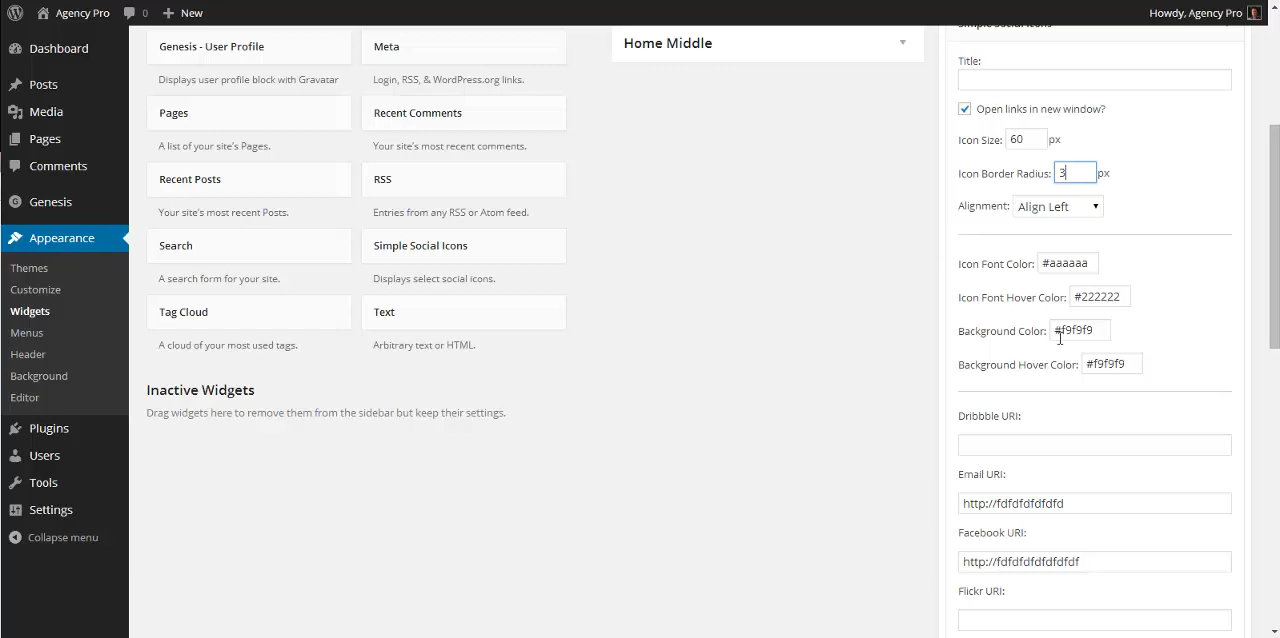 Agency Pro 0 New Howdy, Agency Pro
Dashboard
Posts
Media
Pages
Comments
Genesis
Appearance
Themes
Customize
Widgets
Menus
Header
Background
Editor
Plugins
Users
Tools
Settings
Collapse menu
Genesis - User Profile
Displays user profile block with Gravatar
Meta
Login, RSS, & WordPress.org links.
Pages
A list of your site's Pages.
Recent Comments
Your site's most recent comments.
Recent Posts
Your site's most recent Posts.
RSS
Entries from any RSS or Atom feed.
Search
A search form for your site.
Simple Social Icons
Displays select social icons.
Tag Cloud
A cloud of your most used tags.
Text
Arbitrary text or HTML.
Inactive Widgets
Drag widgets here to remove them from the sidebar but keep their settings.
Home Middle
Simple Social Icons
Title:
Open links in new window?
Icon Size: 60 px
Icon Border Radius: 3 px
Alignment: Align Left
Icon Font Color: #aaaaaa
Icon Font Hover Color: #222222
Background Color: #f9f9f9
Background Hover Color: #f9f9f9
Dribbble URI:
Email URI:
http://fdfdfdfdfdfd
Facebook URI:
http://fdfdfdfdfdfdfdf
Flickr URI: